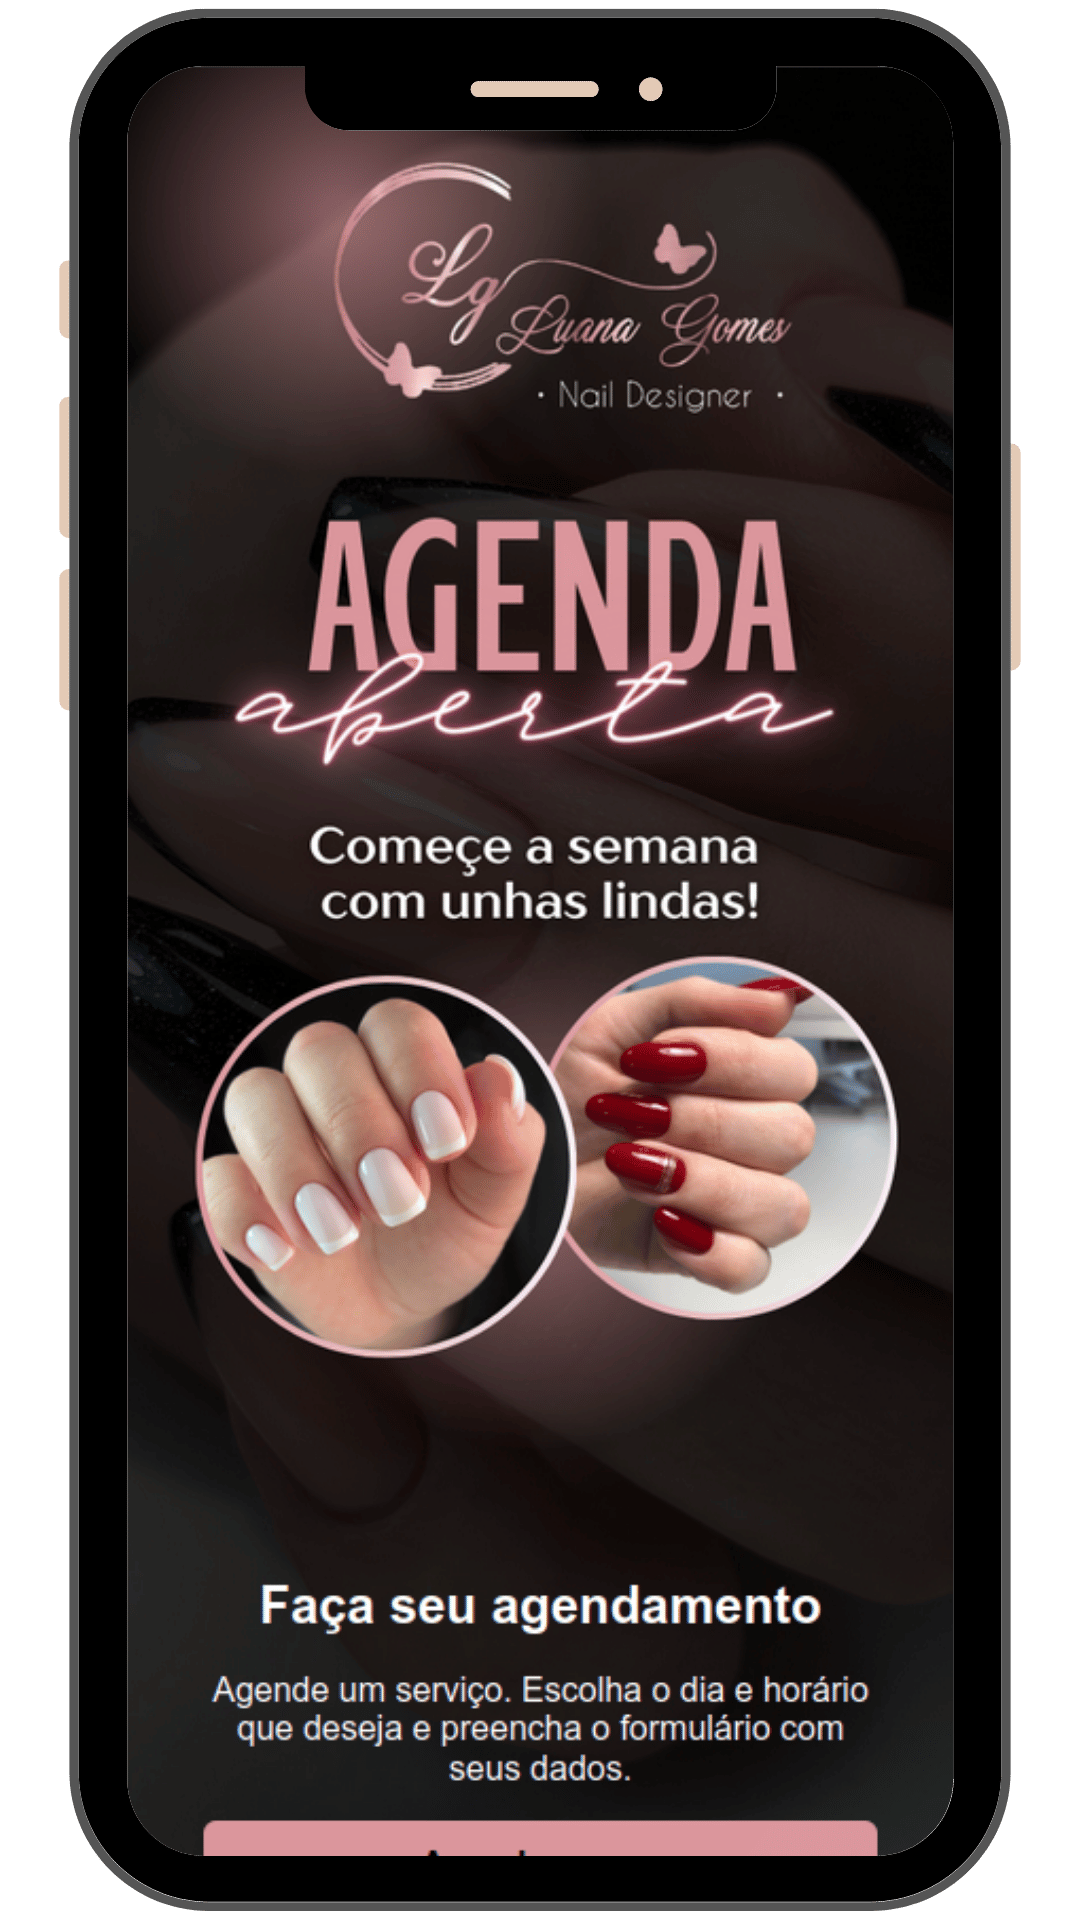 Lg
Luana Gomes
· Nail Designer ·
AGENDA
aberta
Começe a semana
com unhas lindas!
Faça seu agendamento
Agende um serviço. Escolha o dia e horário
que deseja e preencha o formulário com
seus dados.